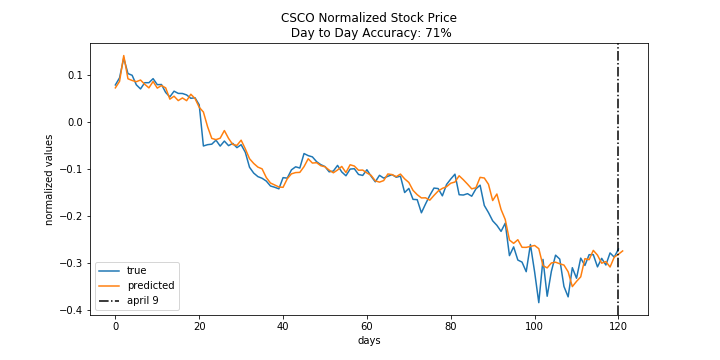 CSCO Normalized Stock Price
Day to Day Accuracy: 71%
normalized values
0.1
0.0
−0.1
−0.2
−0.3
−0.4
true
predicted
april 9
0 20 40 60 80 100 120
days